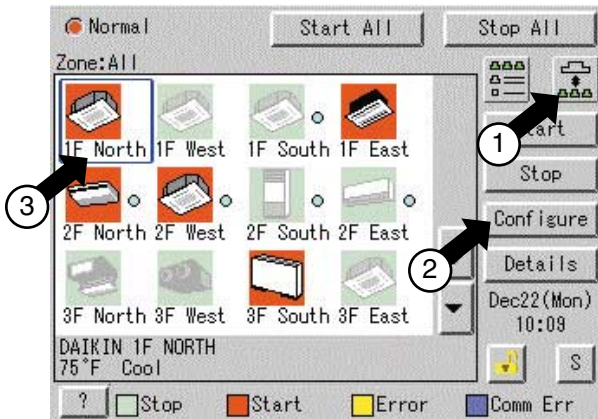 Normal
Start All
Stop All
Zone:All
1F North 1F West 1F South 1F East
1
art
3
Stop
2F North 2F West 2F South 2F East
Configure
2
Details
3F North 3F West 3F South 3F East
Dec22(Mon)
10:09
DAIKIN 1F NORTH
75°F Cool
S
? Stop Start Error Comm Err